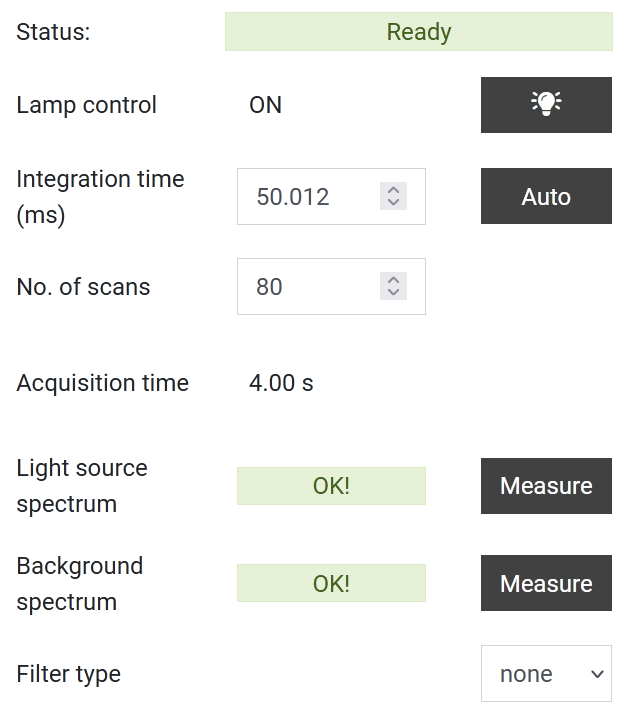 Status:
Ready
Lamp control
ON
Integration time
(ms)
50.012
Auto
No. of scans
80
Acquisition time
4.00 s
Light source
spectrum
OK!
Measure
Background
spectrum
OK!
Measure
Filter type
none